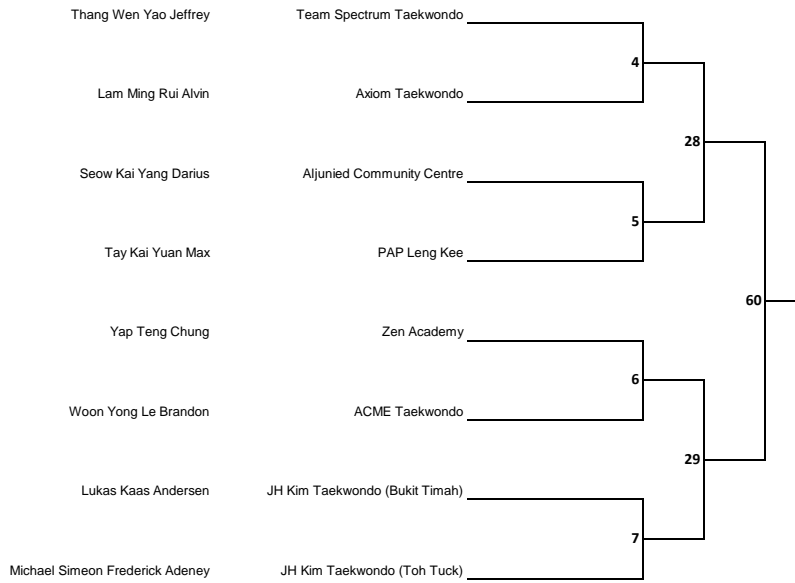 Thang Wen Yao Jeffrey Team Spectrum Taekwondo
4
Lam Ming Rui Alvin Axiom Taekwondo
28
Seow Kai Yang Darius Aljunied Community Centre
5
Tay Kai Yuan Max PAP Leng Kee
60
Yap Teng Chung Zen Academy
6
Woon Yong Le Brandon ACME Taekwondo
29
Lukas Kaas Andersen JH Kim Taekwondo (Bukit Timah)
7
Michael Simeon Frederick Adeney JH Kim Taekwondo (Toh Tuck)